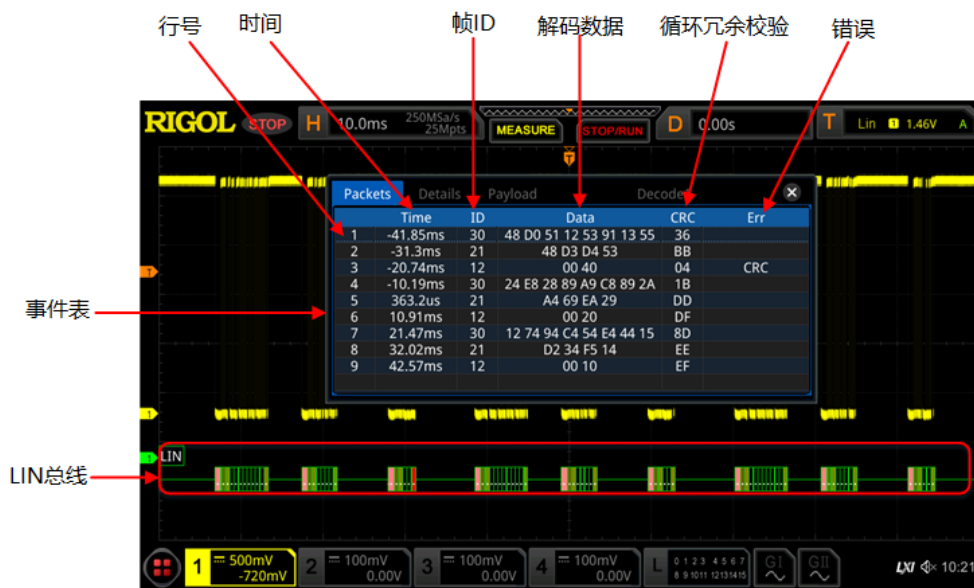 行号 时间 帧ID 解码数据 循环冗余校验 错误
RIGOL STOP H 10.0ms 250MSa/s 25Mpts MEASURE STOP/RUN D 0.00s T Lin 1 1.46V A
T
Packets Details Payload Decode
Time ID Data CRC Err
1 -41.85ms 30 48 D0 51 12 53 91 13 55 36
2 -31.3ms 21 48 D3 D4 53 BB
3 -20.74ms 12 00 40 04 CRC
4 -10.19ms 30 24 E8 28 89 A9 C8 89 2A 1B
5 363.2us 21 A4 69 EA 29 DD
6 10.91ms 12 00 20 DF
7 21.47ms 30 12 74 94 C4 54 E4 44 15 8D
8 32.02ms 21 D2 34 F5 14 EE
9 42.57ms 12 00 10 EF
T
事件表
1
1 LIN
LIN总线
1 500mV -720mV 2 100mV 0.00V 3 100mV 0.00V 4 100mV 0.00V L 0 1 2 3 4 5 6 7 GI GII
8 9 1011 12131415 LXI 10:21